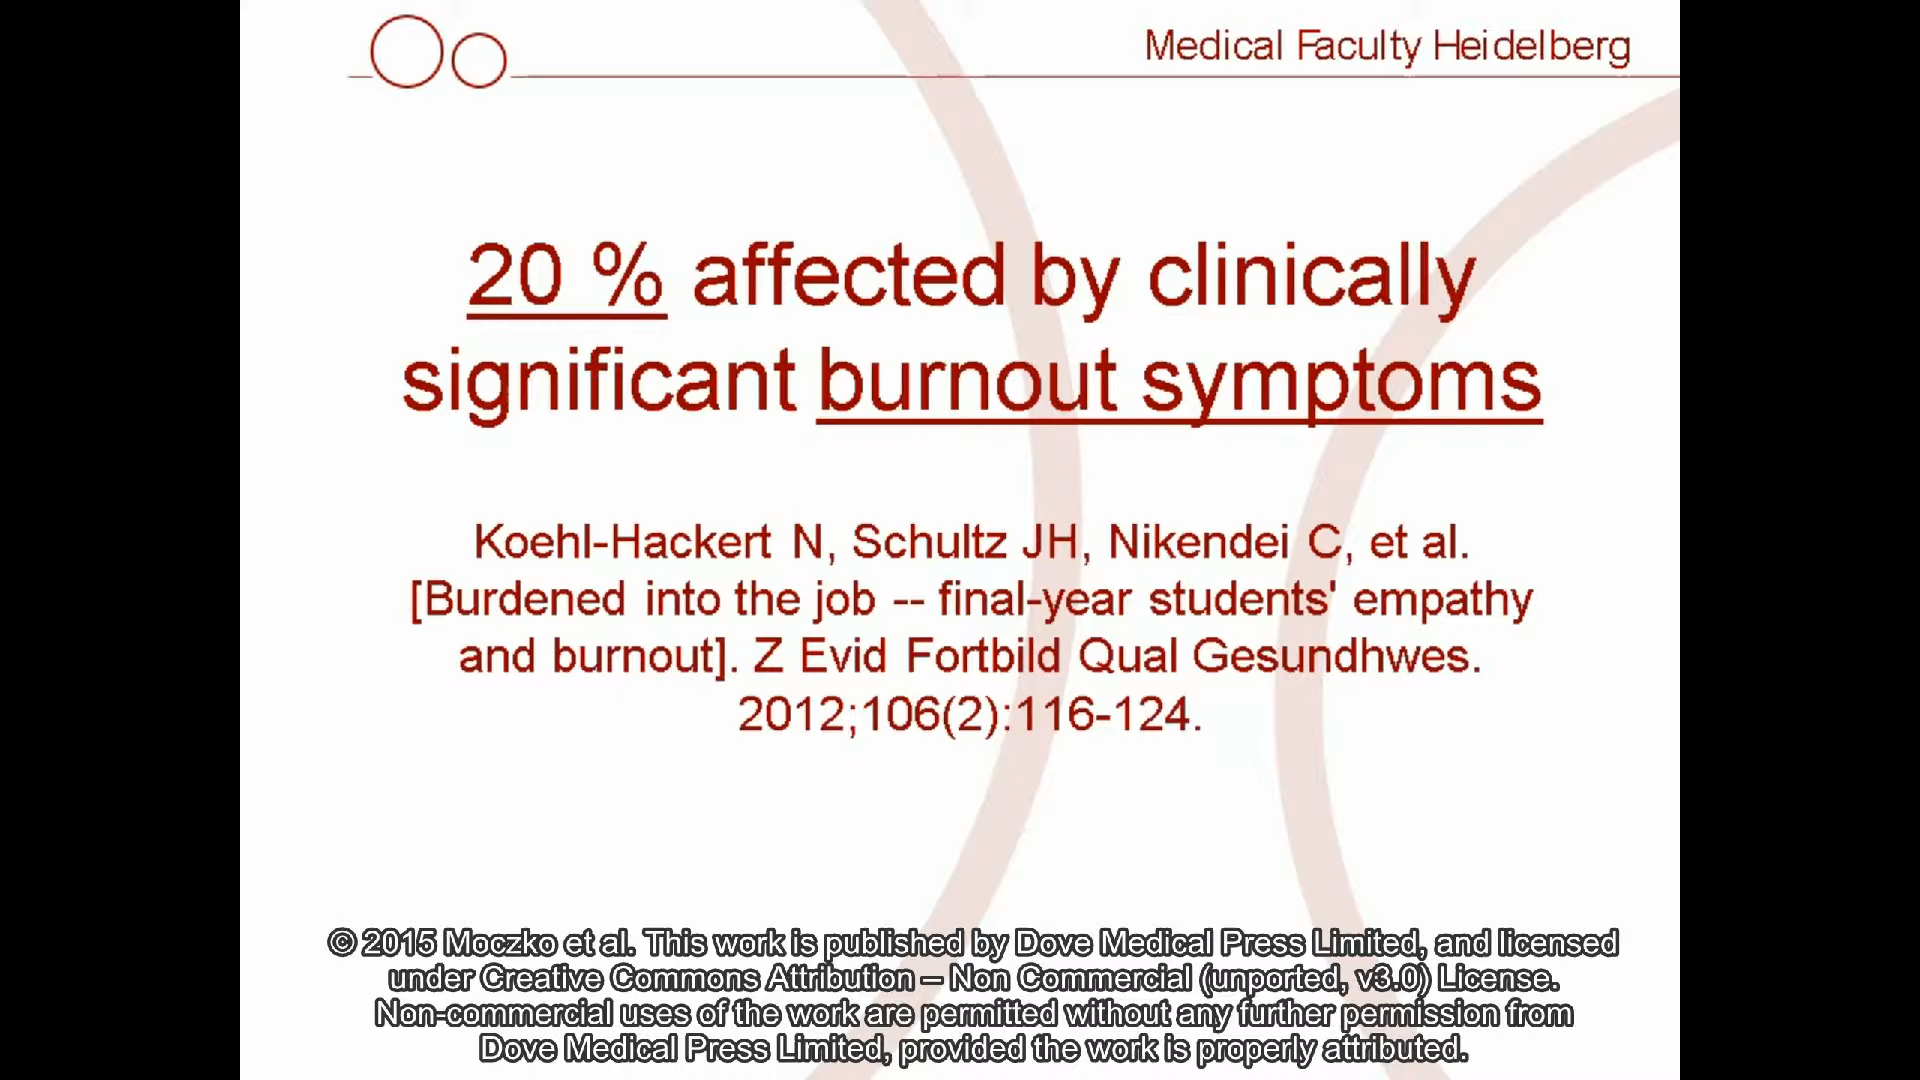 Medical Faculty Heidelberg
20 % affected by clinically
significant burnout symptoms
Koehl-Hackert N, Schultz JH, Nikendei C, et al.
[Burdened into the job -- final-year students' empathy
and burnout]. Z Evid Fortbild Qual Gesundhwes.
2012;106(2):116-124.
© 2015 Moczko et al. This work is published by Dove Medical Press Limited, and licensed
under Creative Commons Attribution – Non Commercial (unported, v3.0) License.
Non-commercial uses of the work are permitted without any further permission from
Dove Medical Press Limited, provided the work is properly attributed.